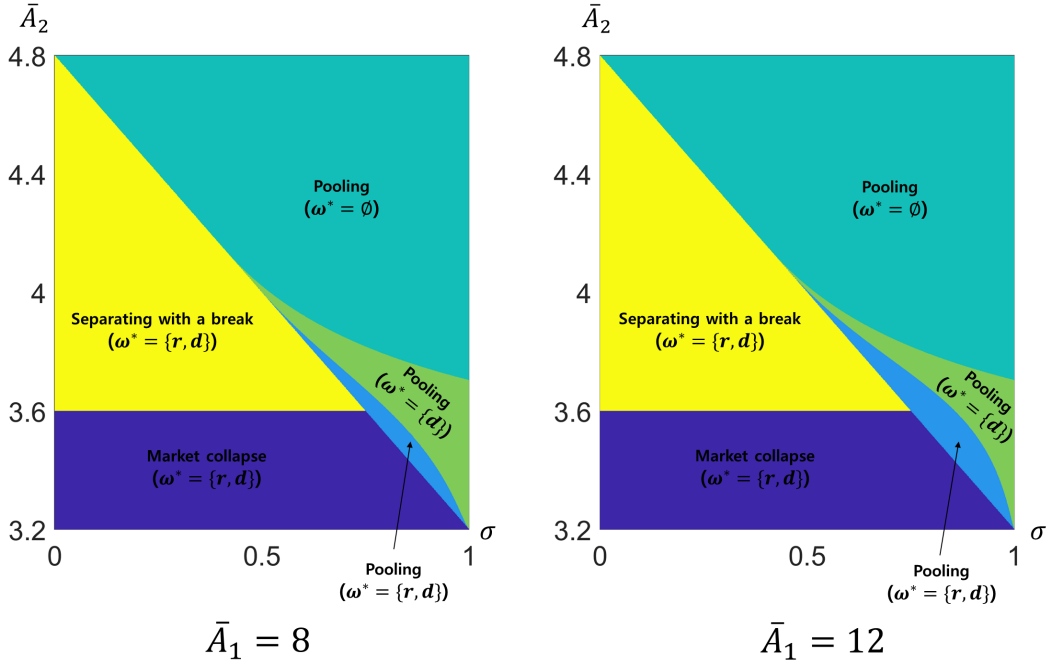 Ā₂
4.8
4.4
4
3.6
3.2
0
0.5
1
σ
Pooling
(ω* = ∅)
Separating with a break
(ω* = {r, d})
Pooling
(ω* = {d})
Market collapse
(ω* = {r, d})
Pooling
(ω* = {r, d})
Ā₁ = 8
Ā₂
4.8
4.4
4
3.6
3.2
0
0.5
1
σ
Pooling
(ω* = ∅)
Separating with a break
(ω* = {r, d})
Pooling
(ω* = {d})
Market collapse
(ω* = {r, d})
Pooling
(ω* = {r, d})
Ā₁ = 12